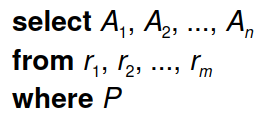 select A₁, A₂, ..., Aₙ
from r₁, r₂, ..., rₘ
where P